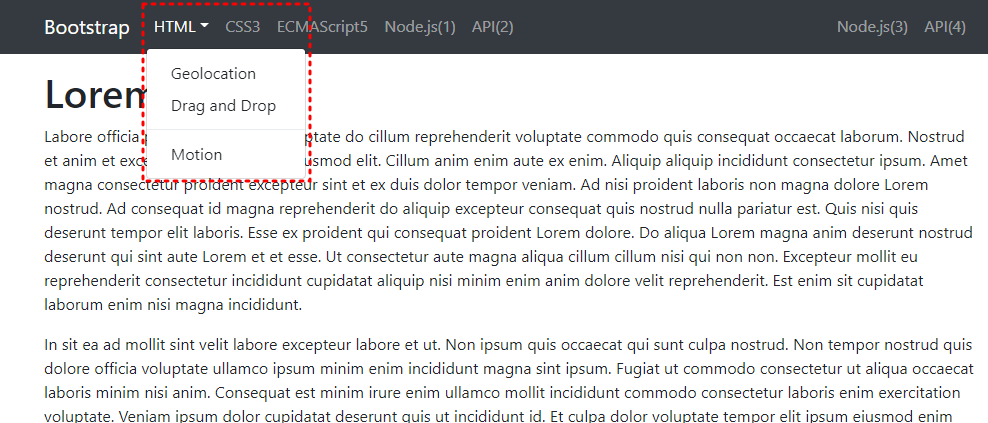 Bootstrap HTML CSS3 ECMAScript5 Node.js(1) API(2) Node.js(3) API(4)
Geolocation
Drag and Drop
Motion
Lorem
Labore officia ptate do cillum reprehenderit voluptate commodo quis consequat occaecat laborum. Nostrud
et anim et exce usmod elit. Cillum anim enim aute ex enim. Aliquip aliquip incididunt consectetur ipsum. Amet
magna consectetur proident excepteur sint et ex duis dolor tempor veniam. Ad nisi proident laboris non magna dolore Lorem
nostrud. Ad consequat id magna reprehenderit do aliquip excepteur consequat quis nostrud nulla pariatur est. Quis nisi quis
deserunt tempor elit laboris. Esse ex proident qui consequat proident Lorem dolore. Do aliqua Lorem magna anim deserunt nostrud
deserunt qui sint aute Lorem et et esse. Ut consectetur aute magna aliqua cillum cillum nisi qui non non. Excepteur mollit eu
reprehenderit consectetur incididunt cupidatat aliquip nisi minim enim anim dolore velit reprehenderit. Est enim sit cupidatat
laborum enim nisi magna incididunt.
In sit ea ad mollit sint velit labore excepteur labore et ut. Non ipsum quis occaecat qui sunt culpa nostrud. Non tempor nostrud quis
dolore officia voluptate ullamco ipsum minim enim incididunt magna sint ipsum. Fugiat ut commodo consectetur ut aliqua occaecat
laboris minim nisi anim. Consequat est minim irure enim ullamco mollit incididunt commodo consectetur laboris enim exercitation
voluptate. Veniam ipsum dolor cupidatat deserunt quis ut incididunt id. Et culpa dolor voluptate tempor elit ipsum eiusmod enim